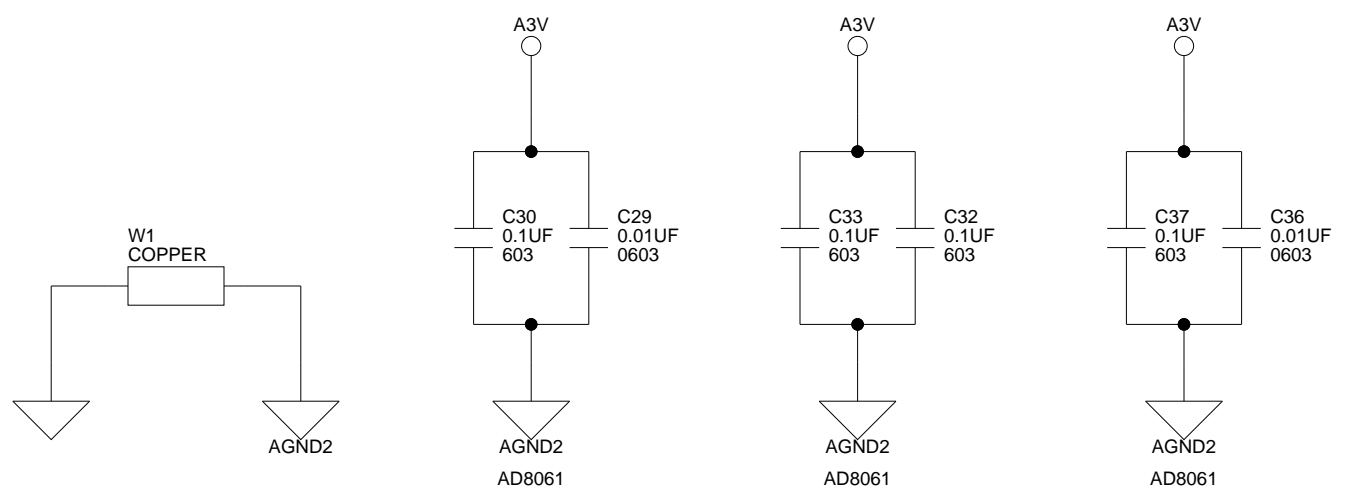 A3V
A3V
A3V
W1
COPPER
C30
0.1UF
603
C29
0.01UF
0603
C33
0.1UF
603
C32
0.1UF
603
C37
0.1UF
603
C36
0.01UF
0603
AGND2
AGND2
AGND2
AGND2
AD8061
AD8061
AD8061